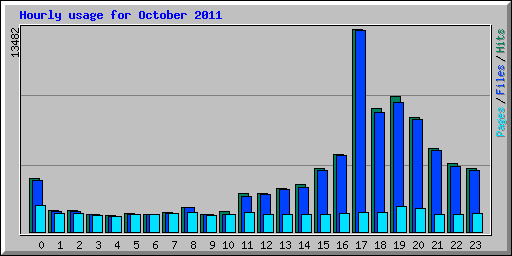 Hourly usage for October 2011
13482
Pages/Files/Hits
0 1 2 3 4 5 6 7 8 9 10 11 12 13 14 15 16 17 18 19 20 21 22 23